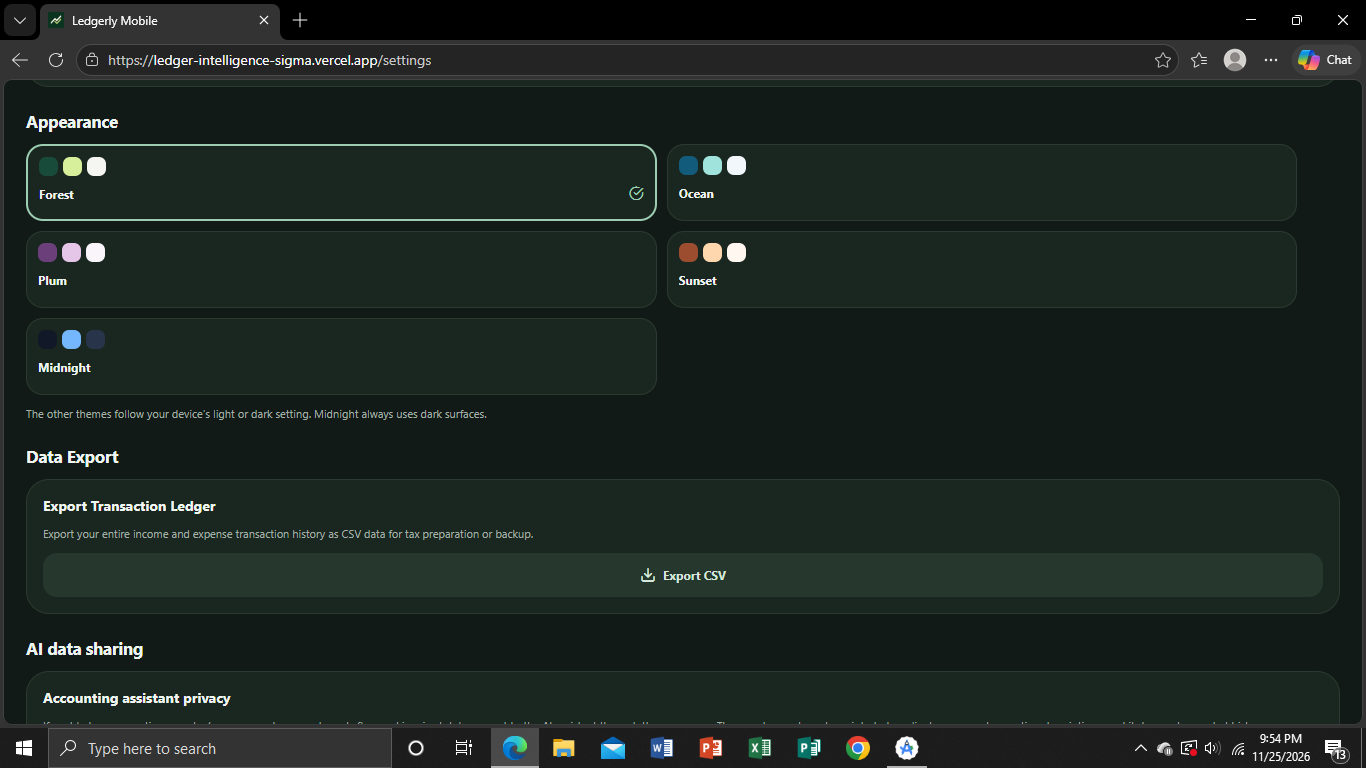 Ledgerly Mobile
https://ledger-intelligence-sigma.vercel.app/settings
Chat
Appearance
Forest
Ocean
Plum
Sunset
Midnight
The other themes follow your device's light or dark setting. Midnight always uses dark surfaces.
Data Export
Export Transaction Ledger
Export your entire income and expense transaction history as CSV data for tax preparation or backup.
Export CSV
AI data sharing
Accounting assistant privacy
Type here to search
9:54 PM
11/25/2026
13